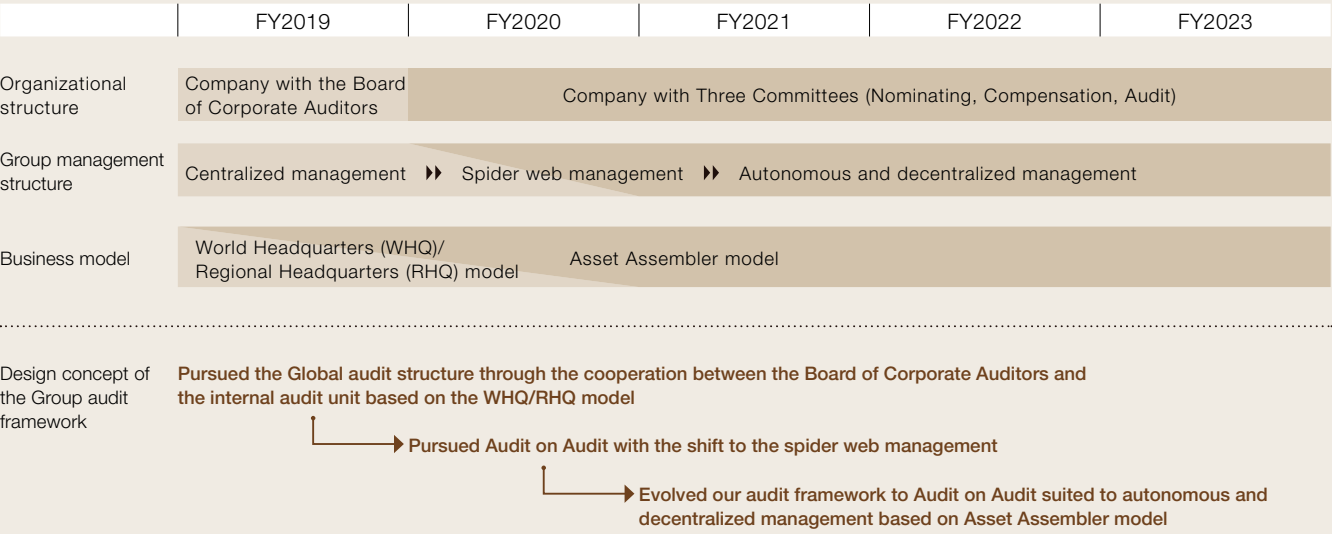 FY2019 FY2020 FY2021 FY2022 FY2023
Organizational
structure
Company with the Board
of Corporate Auditors
Company with Three Committees (Nominating, Compensation, Audit)
Group management
structure
Centralized management
Spider web management
Autonomous and decentralized management
Business model
World Headquarters (WHQ)/
Regional Headquarters (RHQ) model
Asset Assembler model
Design concept of
the Group audit
framework
Pursued the Global audit structure through the cooperation between the Board of Corporate Auditors and
the internal audit unit based on the WHQ/RHQ model
Pursued Audit on Audit with the shift to the spider web management
Evolved our audit framework to Audit on Audit suited to autonomous and
decentralized management based on Asset Assembler model